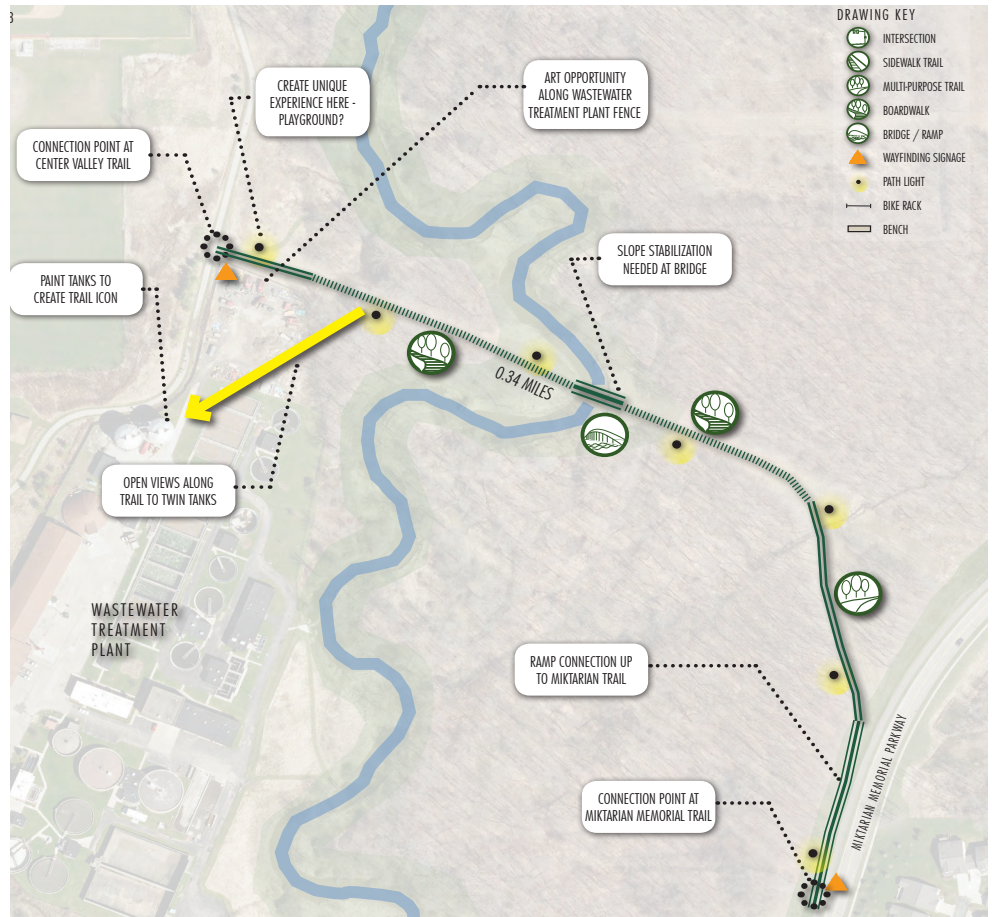 3
DRAWING KEY
INTERSECTION
SIDEWALK TRAIL
MULTI-PURPOSE TRAIL
BOARDWALK
BRIDGE / RAMP
WAYFINDING SIGNAGE
PATH LIGHT
BIKE RACK
BENCH
CREATE UNIQUE
EXPERIENCE HERE -
PLAYGROUND?
ART OPPORTUNITY
ALONG WASTEWATER
TREATMENT PLANT FENCE
CONNECTION POINT AT
CENTER VALLEY TRAIL
SLOPE STABILIZATION
NEEDED AT BRIDGE
PAINT TANKS TO
CREATE TRAIL ICON
0.34 MILES
OPEN VIEWS ALONG
TRAIL TO TWIN TANKS
WASTEWATER
TREATMENT
PLANT
RAMP CONNECTION UP
TO MIKTARIAN TRAIL
MIKTARIAN MEMORIAL PARKWAY
CONNECTION POINT AT
MIKTARIAN MEMORIAL TRAIL